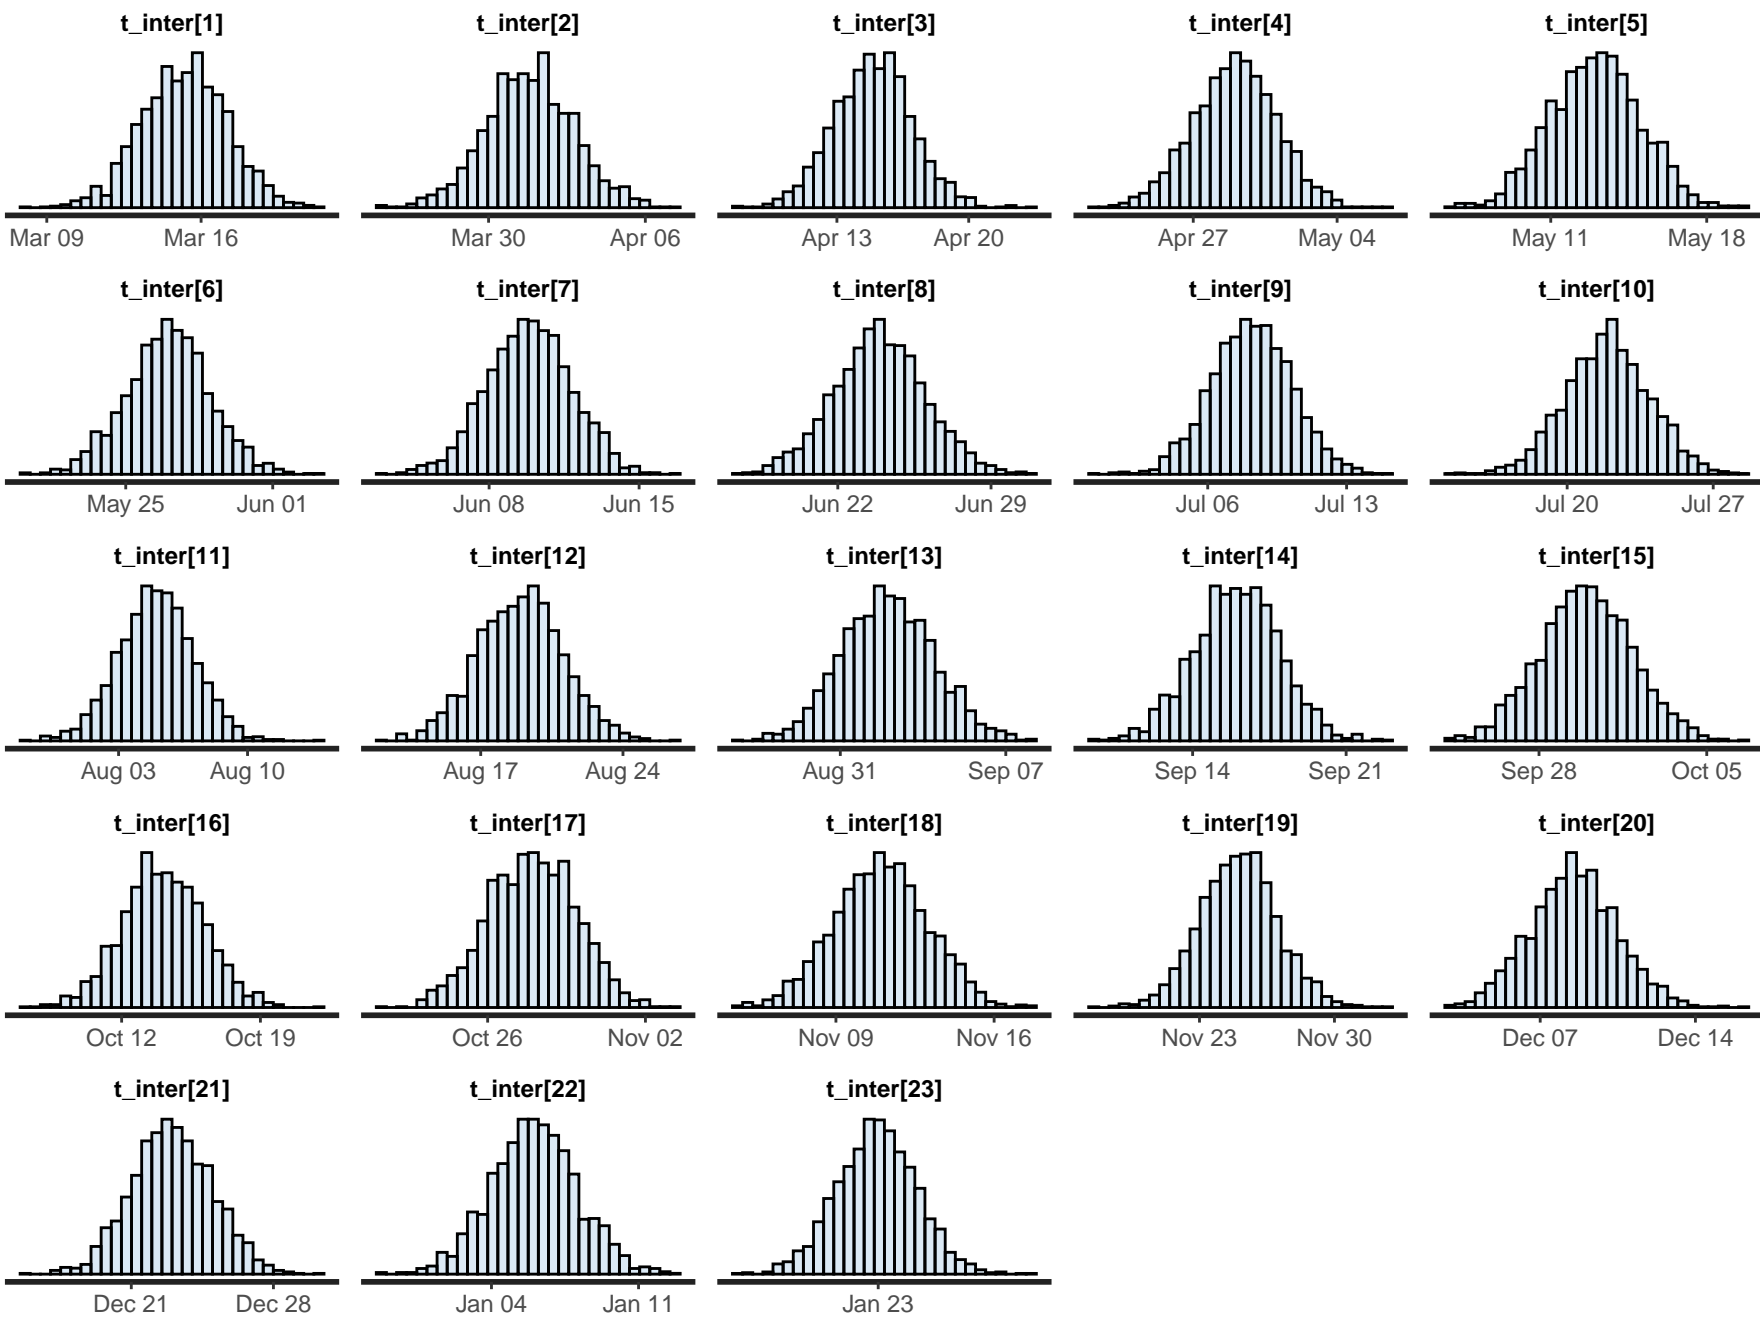 t_inter[1] t_inter[2] t_inter[3] t_inter[4] t_inter[5]
Mar 09 Mar 16 Mar 30 Apr 06 Apr 13 Apr 20 Apr 27 May 04 May 11 May 18
t_inter[6] t_inter[7] t_inter[8] t_inter[9] t_inter[10]
May 25 Jun 01 Jun 08 Jun 15 Jun 22 Jun 29 Jul 06 Jul 13 Jul 20 Jul 27
t_inter[11] t_inter[12] t_inter[13] t_inter[14] t_inter[15]
Aug 03 Aug 10 Aug 17 Aug 24 Aug 31 Sep 07 Sep 14 Sep 21 Sep 28 Oct 05
t_inter[16] t_inter[17] t_inter[18] t_inter[19] t_inter[20]
Oct 12 Oct 19 Oct 26 Nov 02 Nov 09 Nov 16 Nov 23 Nov 30 Dec 07 Dec 14
t_inter[21] t_inter[22] t_inter[23]
Dec 21 Dec 28 Jan 04 Jan 11 Jan 23